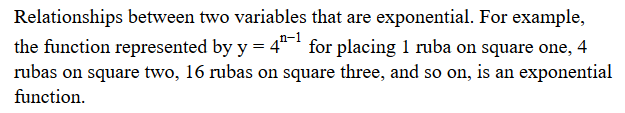 Relationships between two variables that are exponential. For example,
the function represented by y = 4ⁿ⁻¹ for placing 1 ruba on square one, 4
rubas on square two, 16 rubas on square three, and so on, is an exponential
function.